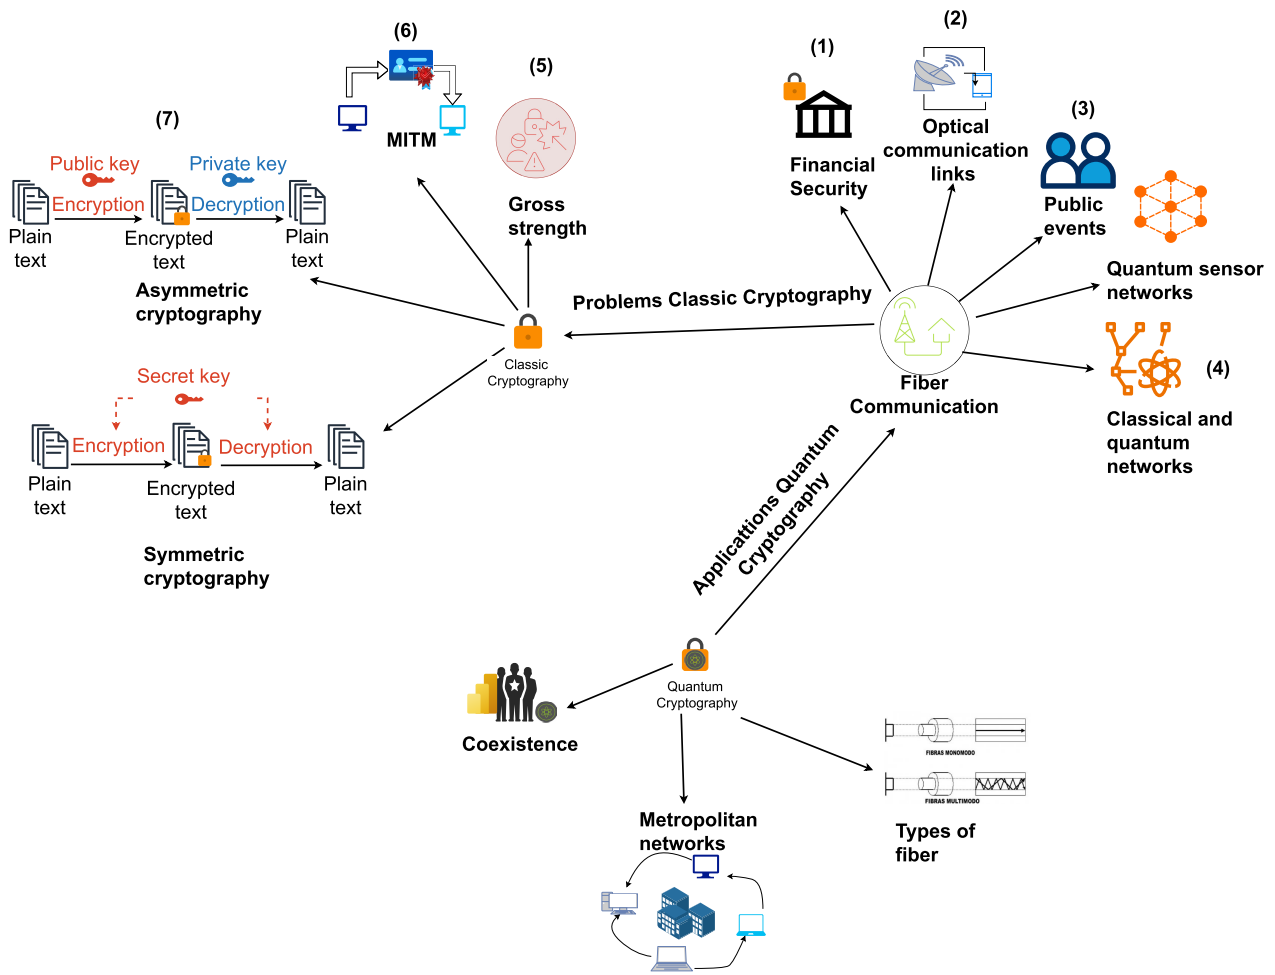 (6)
(5)
(7)
MITM
Public key
Private key
Encryption
Decryption
Plain
text
Encrypted
text
Plain
text
Asymmetric
cryptography
Gross
strength
(1)
(2)
(3)
Financial
Security
Optical
communication
links
Public
events
Quantum sensor
networks
(4)
Classical and
quantum
networks
Problems Classic Cryptography
Classic
Cryptography
Fiber
Communication
Secret key
Encryption
Decryption
Plain
text
Encrypted
text
Plain
text
Symmetric
cryptography
Applicattions Quantum
Cryptography
Quantum
Cryptography
Coexistence
Metropolitan
networks
FIBRAS MONOMODO
FIBRAS MULTIMODO
Types of
fiber